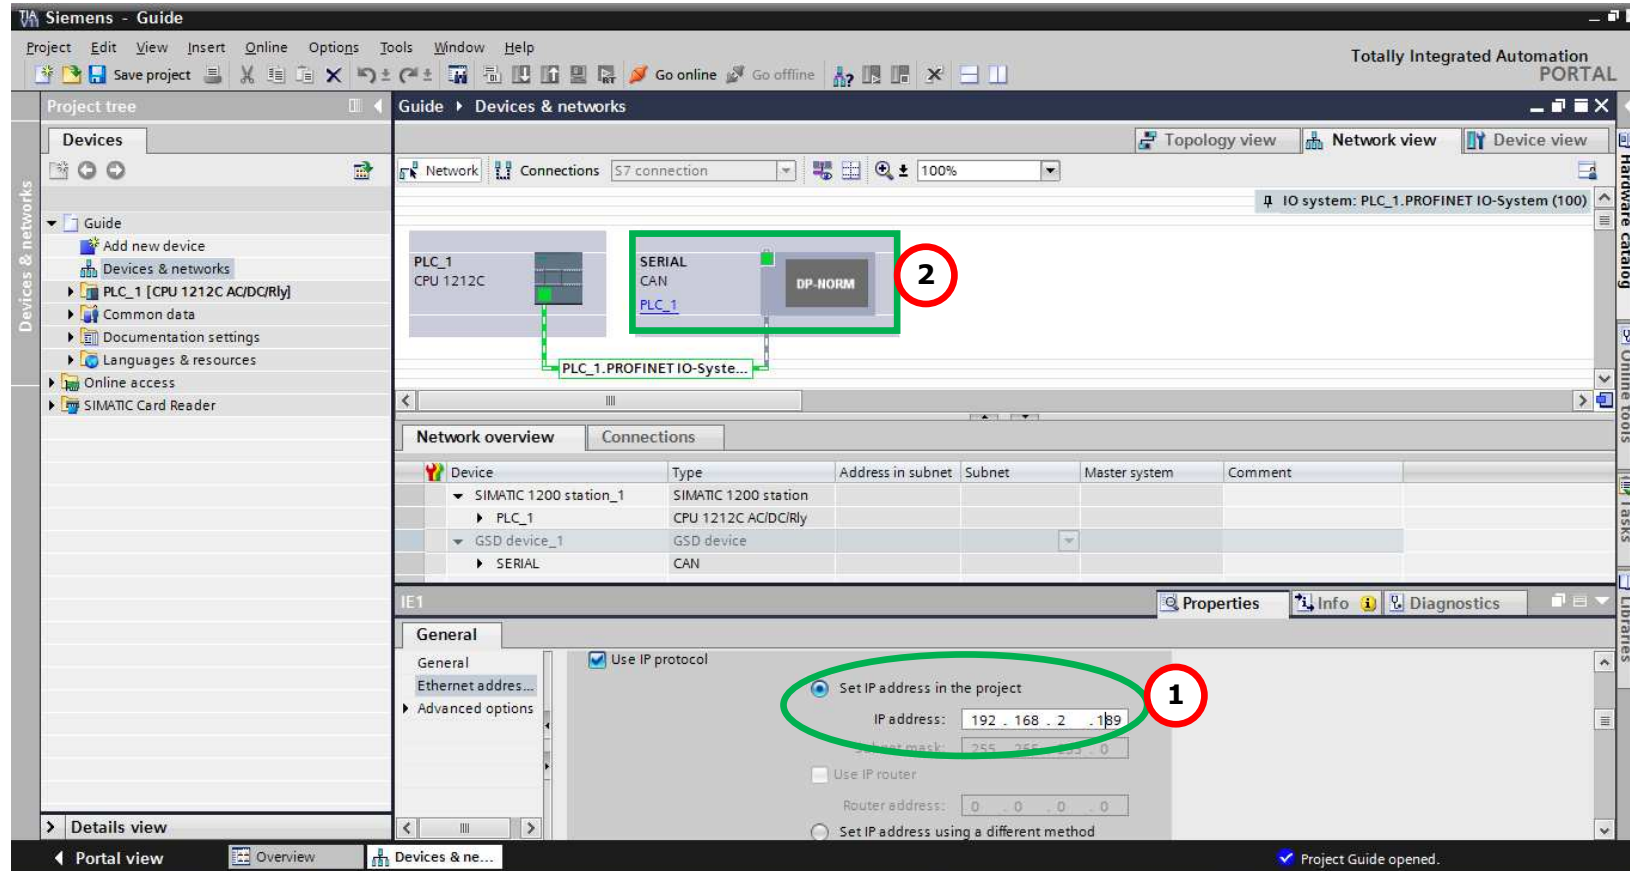 Siemens - Guide
Project Edit View Insert Online Options Tools Window Help
Totally Integrated Automation
PORTAL
Save project Go online Go offline
Project tree
Guide Devices & networks
Devices
Topology view Network view Device view
Network Connections S7 connection 100%
IO system: PLC_1.PROFINET IO-System (100)
Guide
Add new device
Devices & networks
PLC_1 [CPU 1212C AC/DC/Rly]
Common data
Documentation settings
Languages & resources
Online access
SIMATIC Card Reader
Devices & networks
PLC_1
CPU 1212C
SERIAL
CAN
PLC_1
DP-NORM
2
PLC_1.PROFINET IO-Syste...
Network overview Connections
Device Type Address in subnet Subnet Master system Comment
SIMATIC 1200 station_1 SIMATIC 1200 station
PLC_1 CPU 1212C AC/DC/Rly
GSD device_1 GSD device
SERIAL CAN
IE1
Properties Info Diagnostics
General
General
Ethernet addres...
Advanced options
Use IP protocol
Set IP address in the project
IP address: 192 . 168 . 2 . 189
1
Subnet mask: 255 . 255 . 255 . 0
Use IP router
Router address: 0 . 0 . 0 . 0
Set IP address using a different method
Hardware catalog
Online tools
Tasks
Libraries
Details view
Portal view Overview Devices & ne...
Project Guide opened.